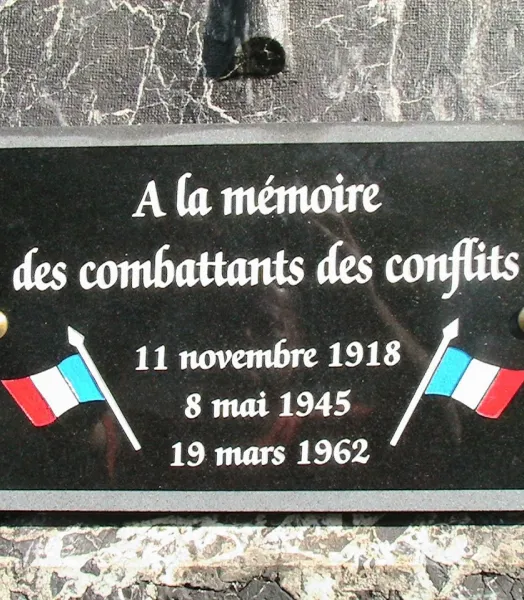 A la mémoire
des combattants des conflits
11 novembre 1918
8 mai 1945
19 mars 1962